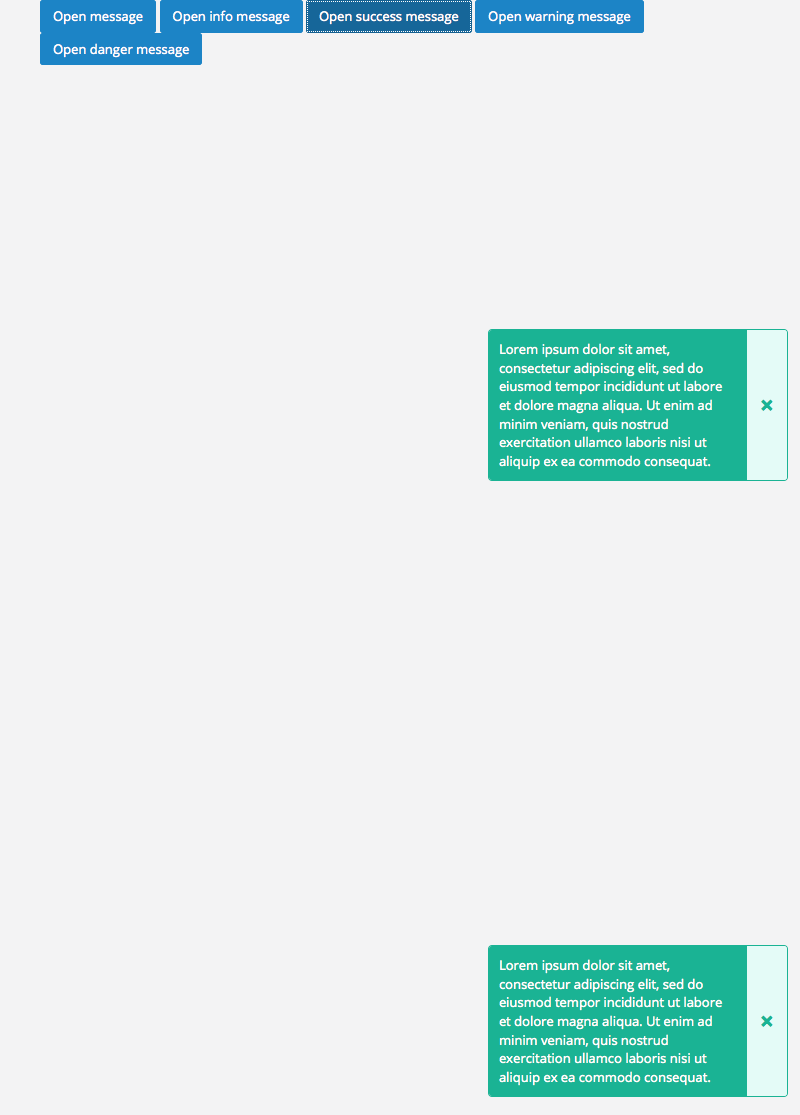 Open message Open info message Open success message Open warning message
Open danger message
Lorem ipsum dolor sit amet,
consectetur adipiscing elit, sed do
eiusmod tempor incididunt ut labore
et dolore magna aliqua. Ut enim ad
minim veniam, quis nostrud
exercitation ullamco laboris nisi ut
aliquip ex ea commodo consequat.
Lorem ipsum dolor sit amet,
consectetur adipiscing elit, sed do
eiusmod tempor incididunt ut labore
et dolore magna aliqua. Ut enim ad
minim veniam, quis nostrud
exercitation ullamco laboris nisi ut
aliquip ex ea commodo consequat.